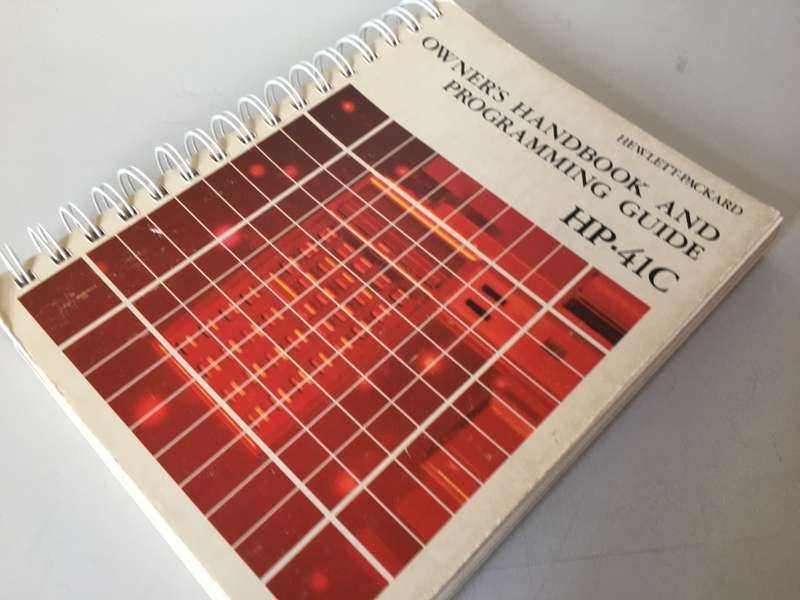 HEWLETT-PACKARD
OWNER'S HANDBOOK AND
PROGRAMMING GUIDE
HP-41C